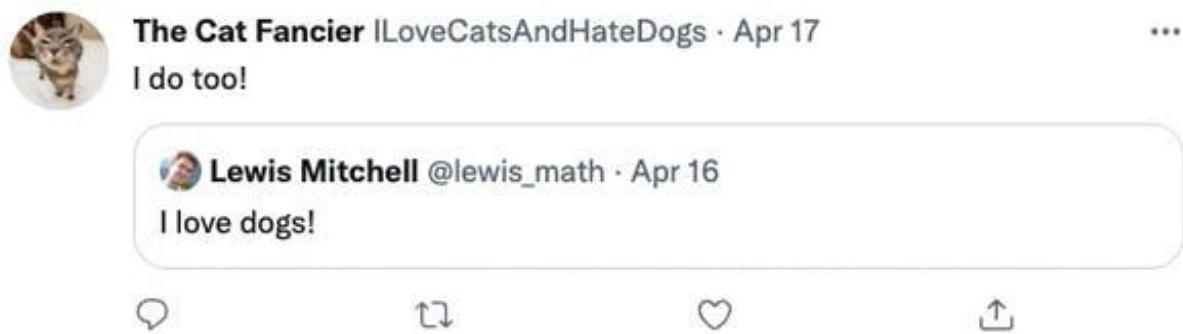 The Cat Fancier ILoveCatsAndHateDogs · Apr 17
I do too!
Lewis Mitchell @lewis_math · Apr 16
I love dogs!